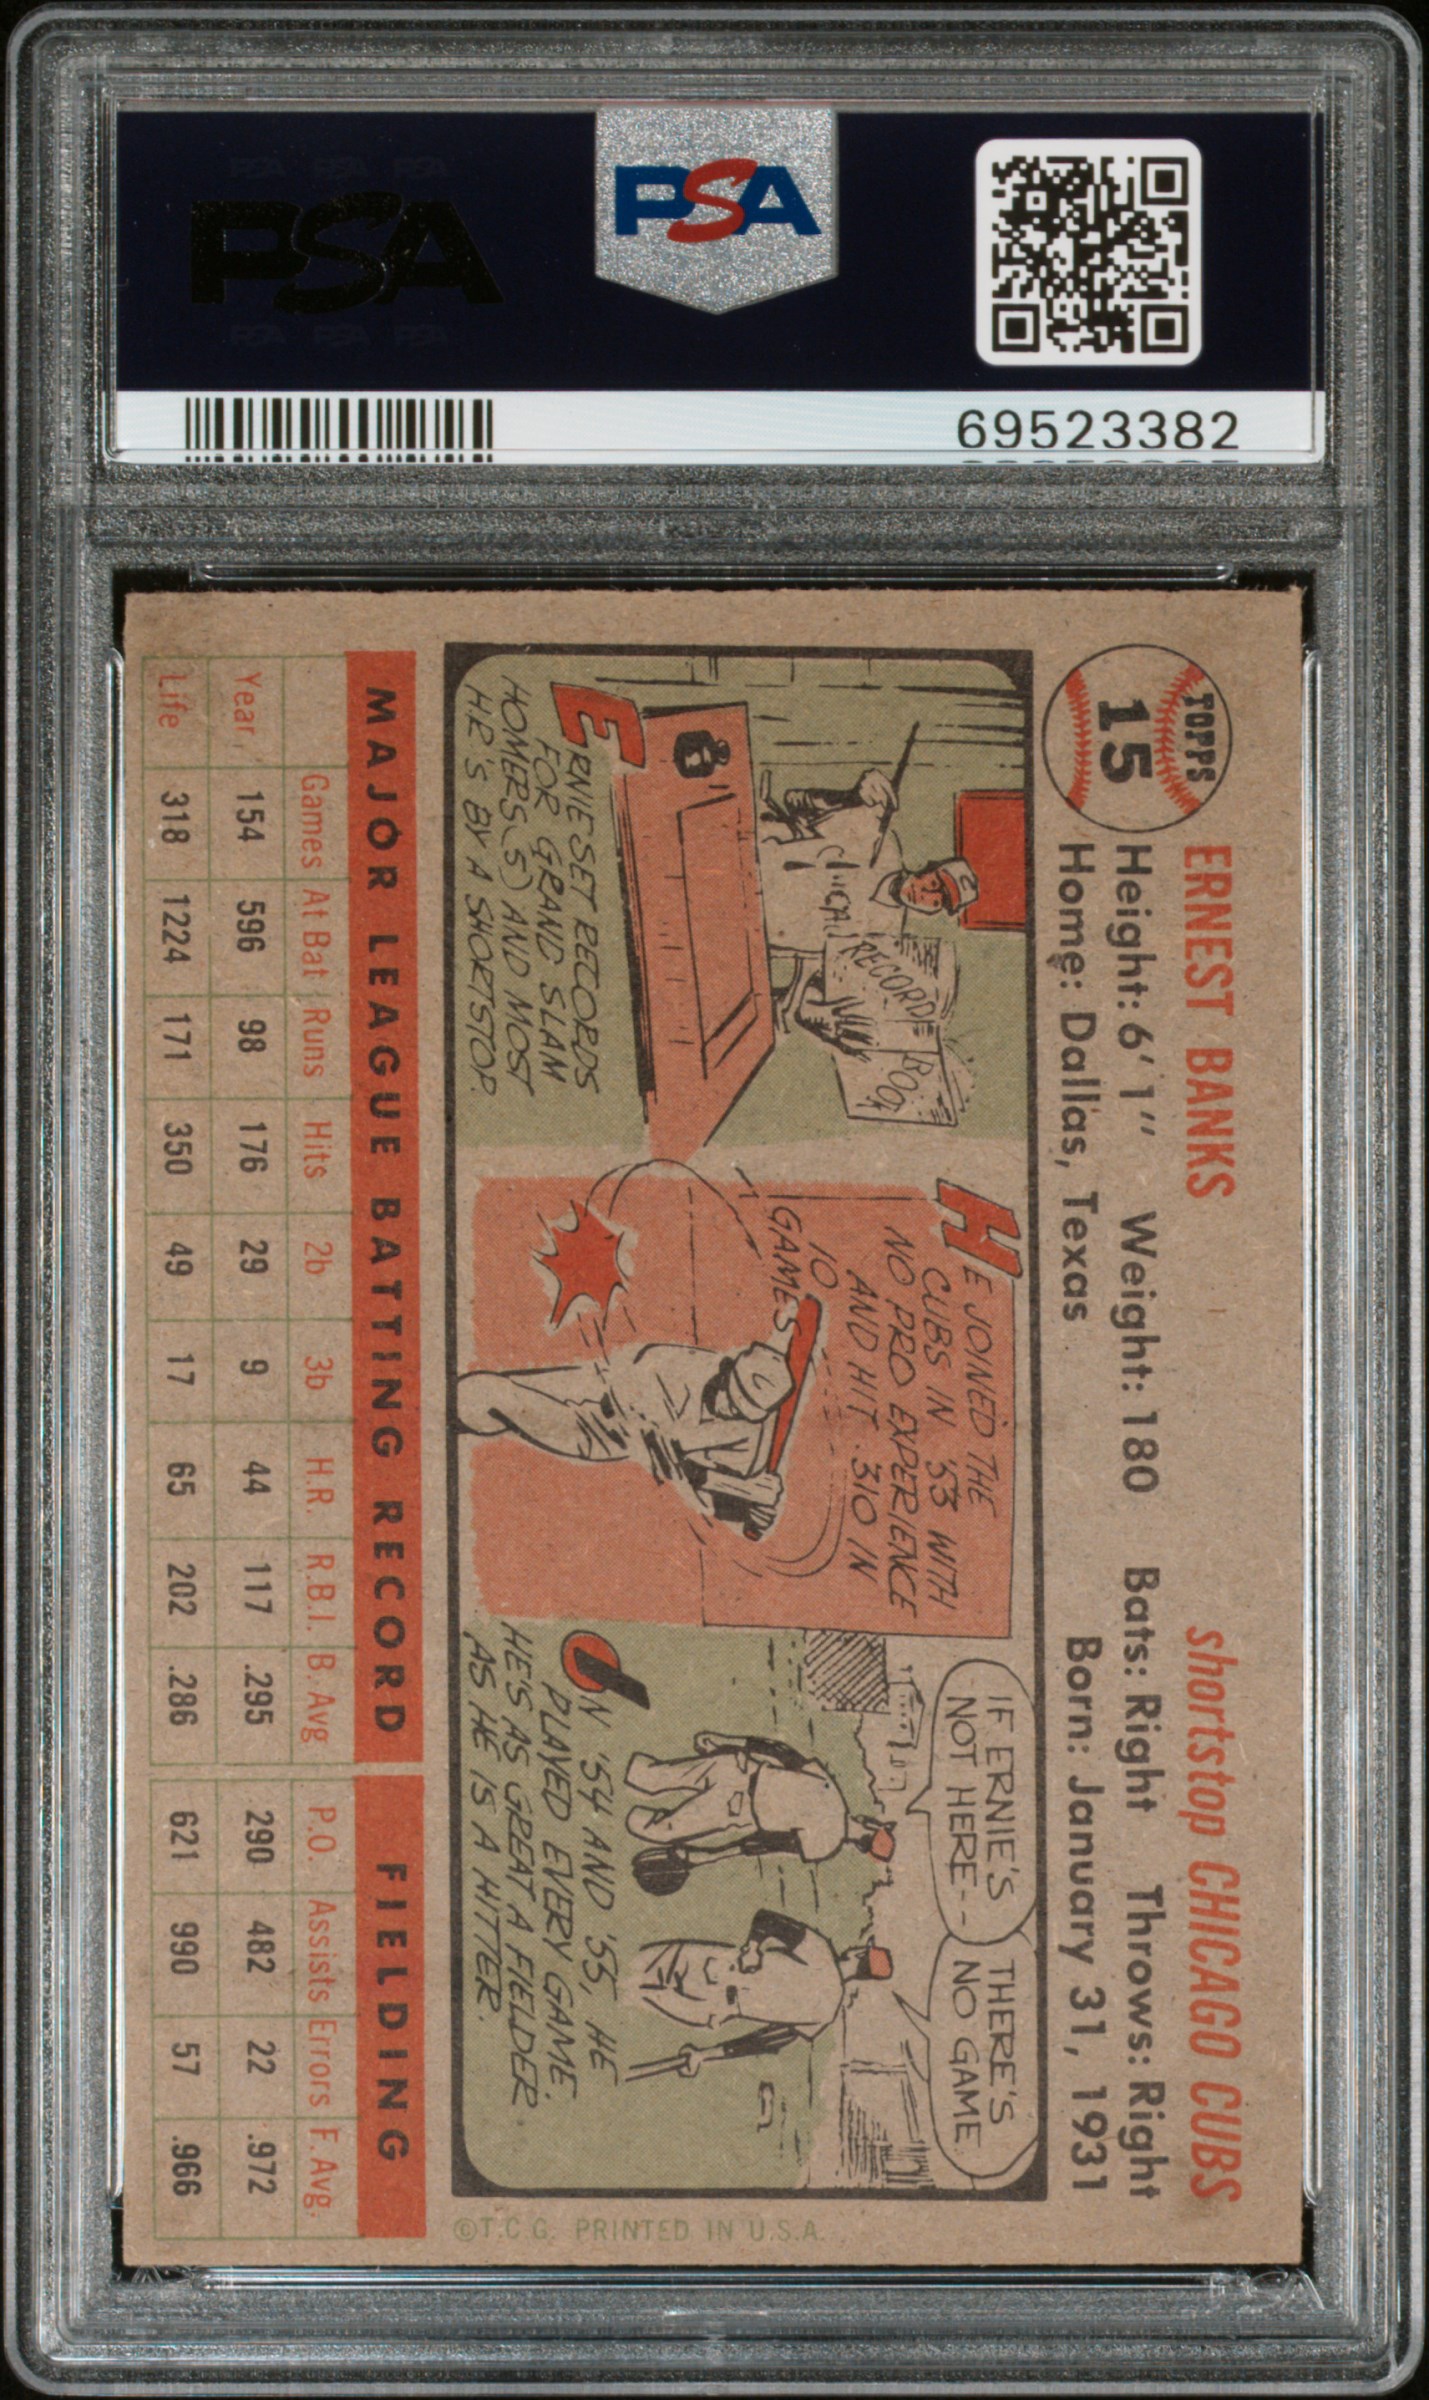 PSA PSA PSA
PSA
PSA PSA PSA
PSA
69523382
TOPPS
15
ERNEST BANKS shortstop CHICAGO CUBS
Height: 6' 1" Weight: 180 Bats: Right Throws: Right
Home: Dallas, Texas Born: January 31, 1931
RECORD BOOK
ERNIE SET RECORDS
FOR GRAND SLAM
HOMERS (5) AND MOST
HR'S BY A SHORTSTOP.
HE JOINED THE
CUBS IN '53 WITH
NO PRO EXPERIENCE
AND HIT .310 IN
10
GAMES
IF ERNIE'S
NOT HERE--
THERE'S
NO GAME
IN '54 AND '55, HE
PLAYED EVERY GAME.
HE'S AS GREAT A FIELDER
AS HE IS A HITTER.
MAJOR LEAGUE BATTING RECORD FIELDING
Games At Bat Runs Hits 2b 3b H.R. R.B.I. B. Avg P.O. Assists Errors F. Avg.
Year 154 596 98 176 29 9 44 117 .295 290 482 22 .972
Life 318 1224 171 350 49 17 65 202 .286 621 990 57 .966
©T.C.G. PRINTED IN U.S.A.